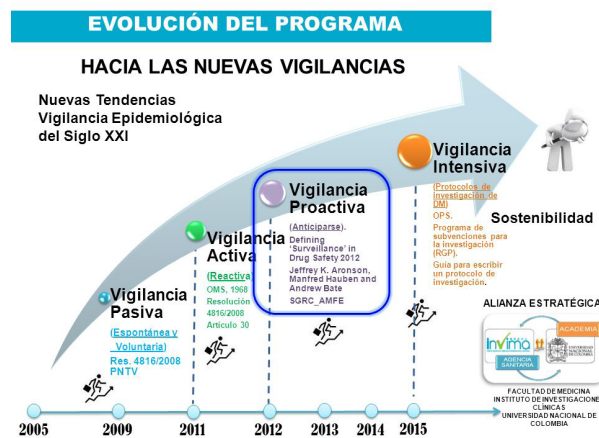 EVOLUCIÓN DEL PROGRAMA
HACIA LAS NUEVAS VIGILANCIAS
Nuevas Tendencias
Vigilancia Epidemiológica
del Siglo XXI
Vigilancia
Pasiva
(Espontánea y
Voluntaria)
Res. 4816/2008
PNTV
Vigilancia
Activa
(Reactiva)
OMS, 1968
Resolución
4816/2008
Artículo 30
Vigilancia
Proactiva
(Anticiparse).
Defining
‘Surveillance’ in
Drug Safety 2012
Jeffrey K. Aronson,
Manfred Hauben and
Andrew Bate
SGRC_AMFE
Vigilancia
Intensiva
(Protocolos de
investigación de
DM)
OPS.
Programa de
subvenciones para
la investigación
(RGP).
Guía para escribir
un protocolo de
investigación.
Sostenibilidad
ALIANZA ESTRATÉGICA
ACADEMIA
invima
UNIVERSIDAD
NACIONAL
DE COLOMBIA
AGENCIA
SANITARIA
FACULTAD DE MEDICINA
INSTITUTO DE INVESTIGACIONE
CLÍNICAS
UNIVERSIDAD NACIONAL DE
COLOMBIA
2005 2009 2011 2012 2013 2014 2015